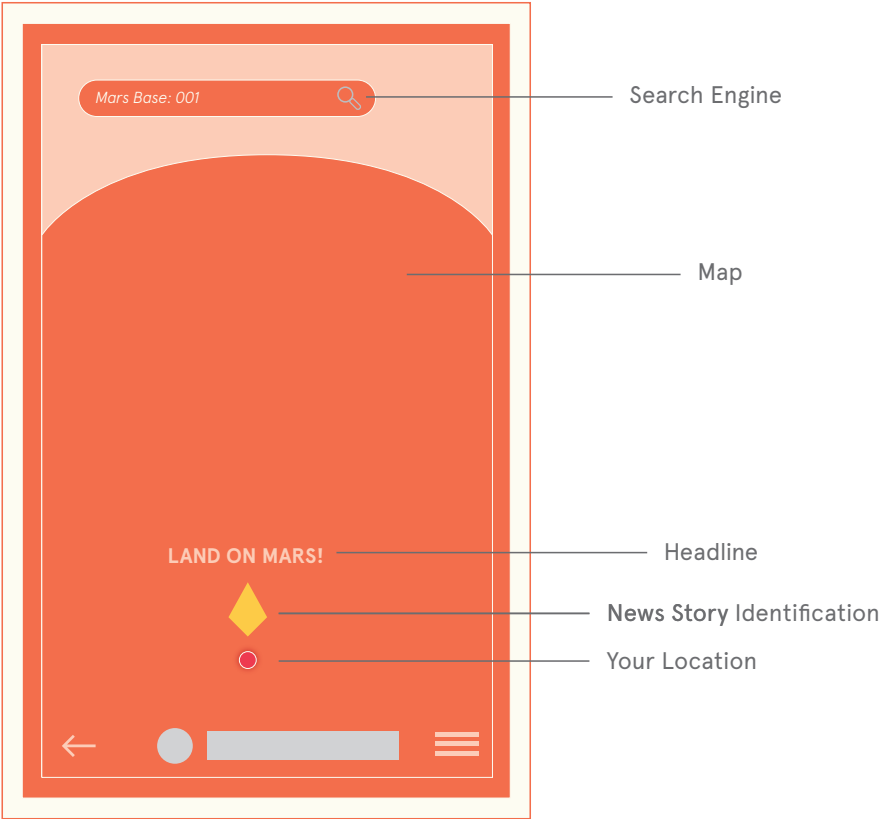 Mars Base: 001
Search Engine
Map
LAND ON MARS!
Headline
News Story Identification
Your Location